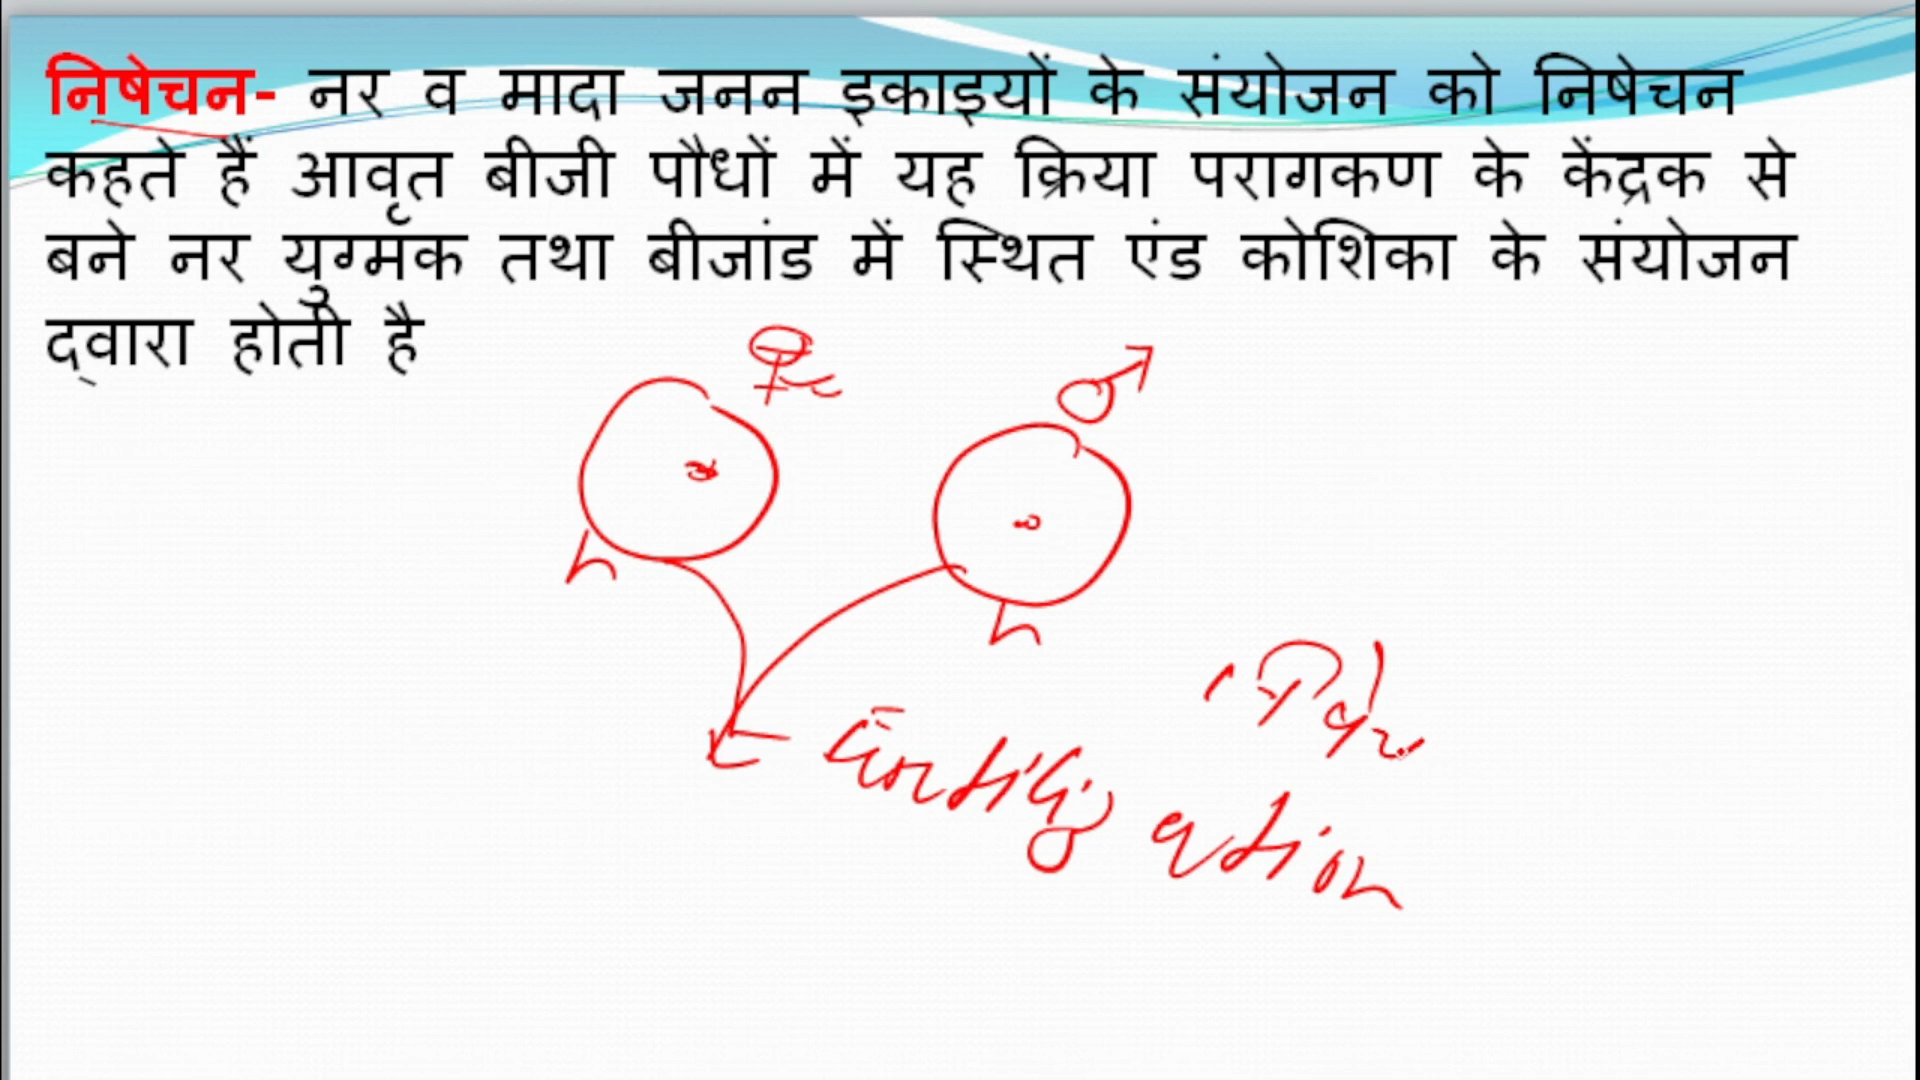 निषेचन- नर व मादा जनन इकाइयों के संयोजन को निषेचन
कहते हैं आवृत बीजी पौधों में यह क्रिया परागकण के केंद्रक से
बने नर युग्मक तथा बीजांड में स्थित एंड कोशिका के संयोजन
द्वारा होती है
♀ ♂
n
n